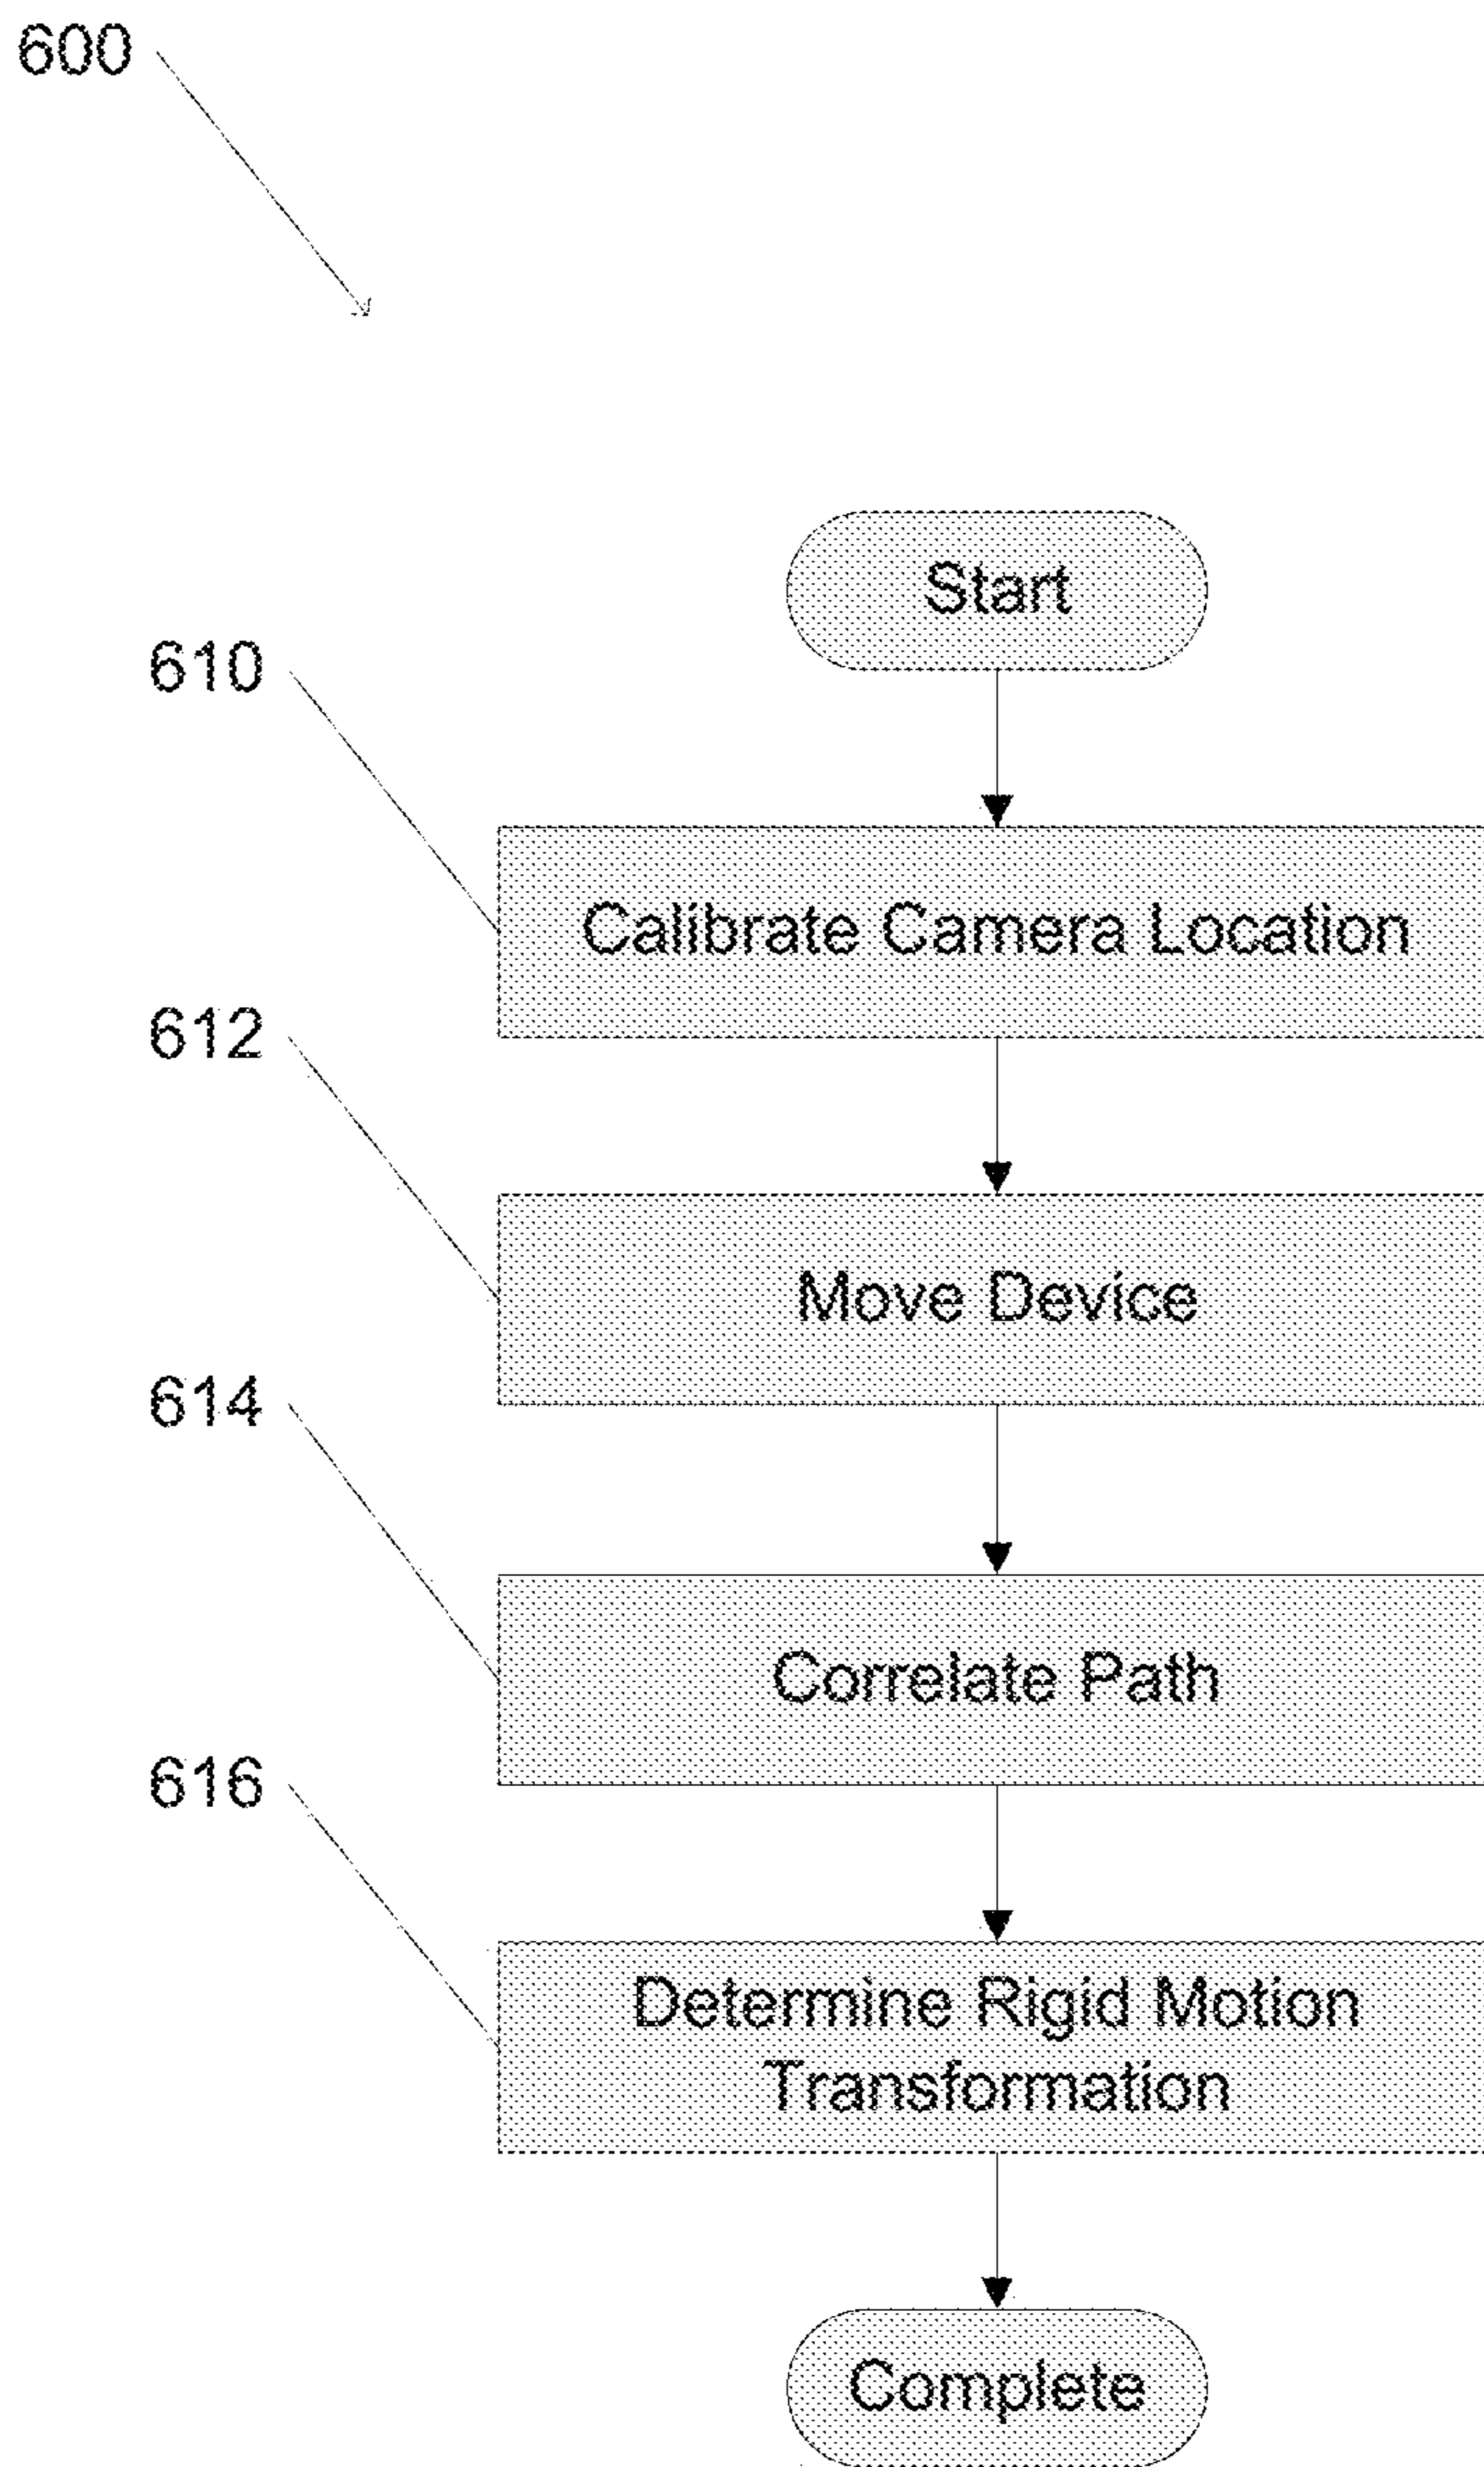 600
Start
610
Calibrate Camera Location
612
Move Device
614
Correlate Path
616
Determine Rigid Motion
Transformation
Complete